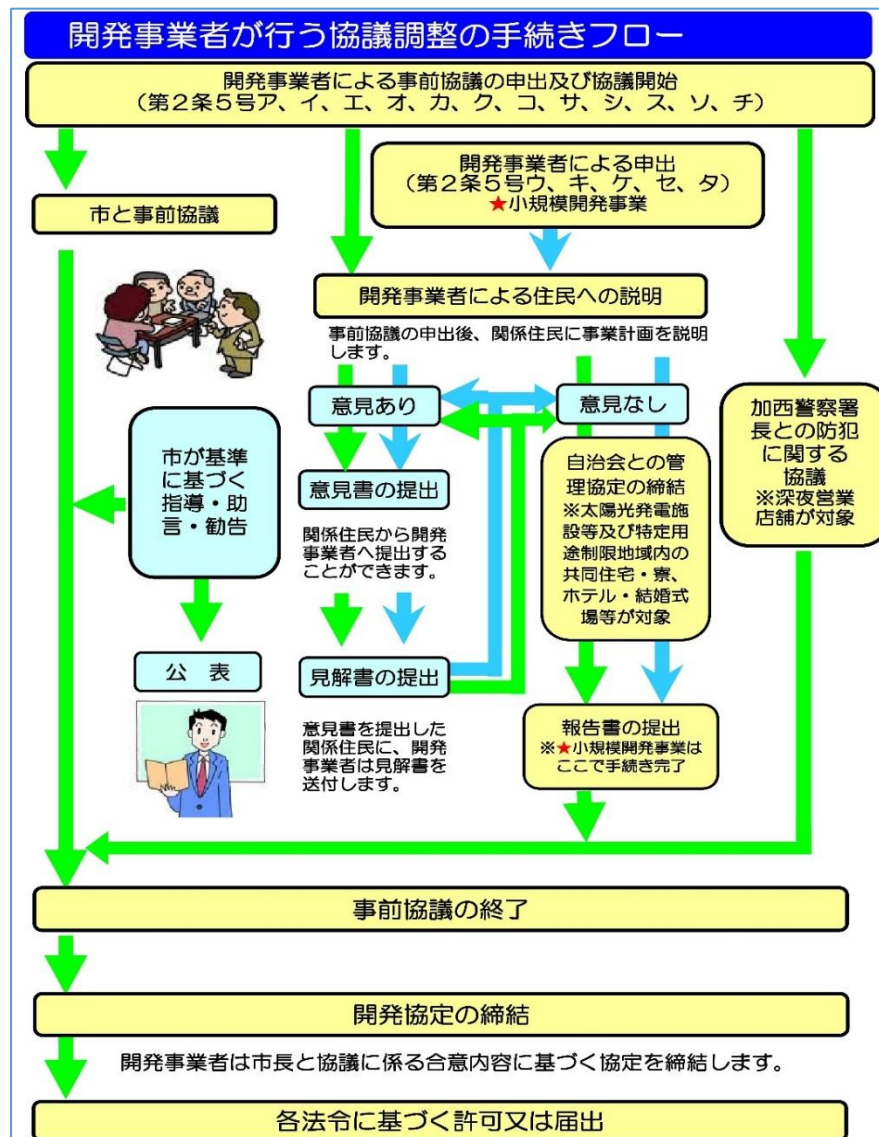 開発事業者が行う協議調整の手続きフロー
開発事業者による事前協議の申出及び協議開始
(第2条5号ア、イ、エ、オ、カ、ク、コ、サ、シ、ス、ソ、チ)
開発事業者による申出
(第2条5号ウ、キ、ケ、セ、タ)
★小規模開発事業
市と事前協議
開発事業者による住民への説明
事前協議の申出後、関係住民に事業計画を説明
します。
意見あり
意見なし
加西警察署
長との防犯
に関する
協議
※深夜営業
店舗が対象
市が基準
に基づく
指導・助
言・勧告
自治会との管
理協定の締結
※太陽光発電施
設等及び特定用
途制限地域内の
共同住宅・寮、
ホテル・結婚式
場等が対象
意見書の提出
関係住民から開発
事業者へ提出する
ことができます。
公 表
見解書の提出
意見書を提出した
関係住民に、開発
事業者は見解書を
送付します。
報告書の提出
※★小規模開発事業は
ここで手続き完了
事前協議の終了
開発協定の締結
開発事業者は市長と協議に係る合意内容に基づく協定を締結します。
各法令に基づく許可又は届出